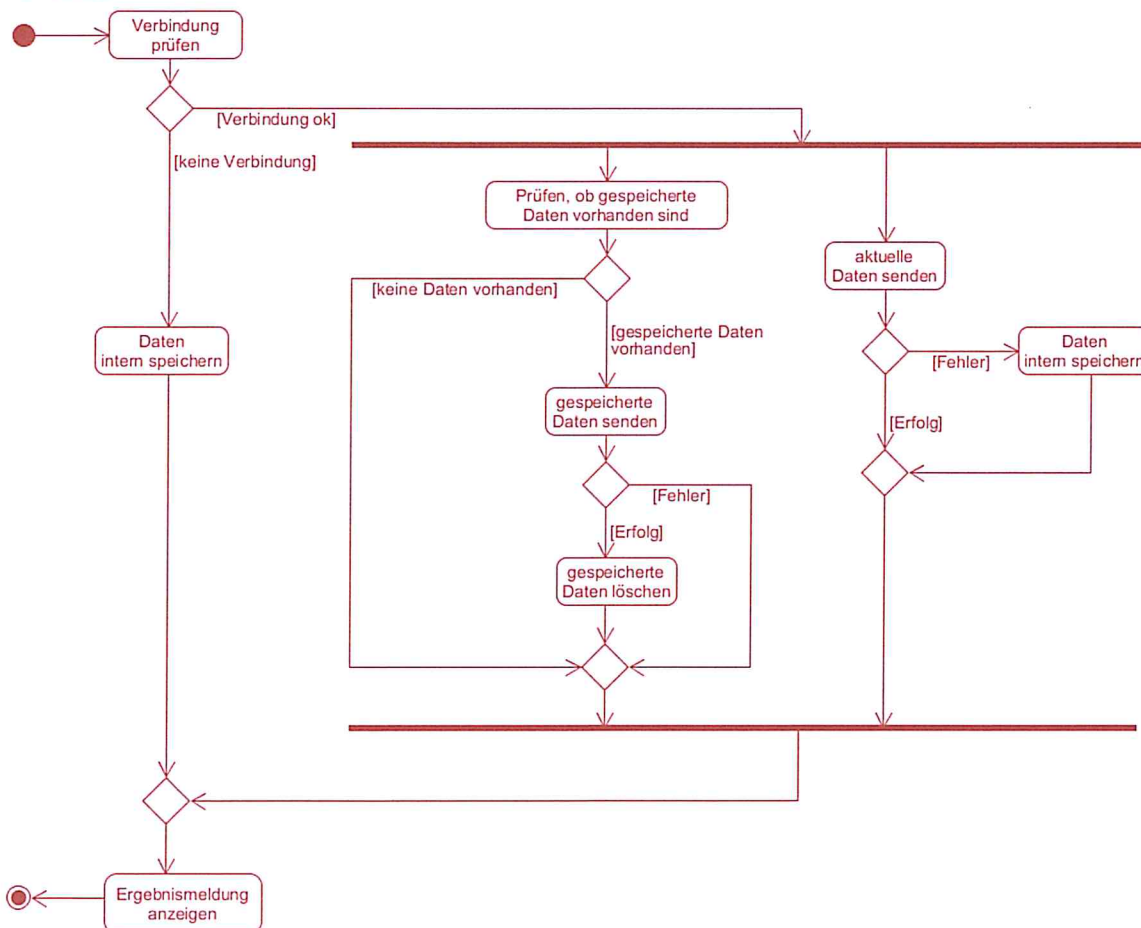 Verbindung
prüfen
[Verbindung ok]
[keine Verbindung]
Prüfen, ob gespeicherte
Daten vorhanden sind
aktuelle
Daten senden
[keine Daten vorhanden]
[gespeicherte Daten
vorhanden]
Daten
intern speichern
[Fehler]
Daten
intern speichern
gespeicherte
Daten senden
[Erfolg]
[Fehler]
[Erfolg]
gespeicherte
Daten löschen
Ergebnismeldung
anzeigen